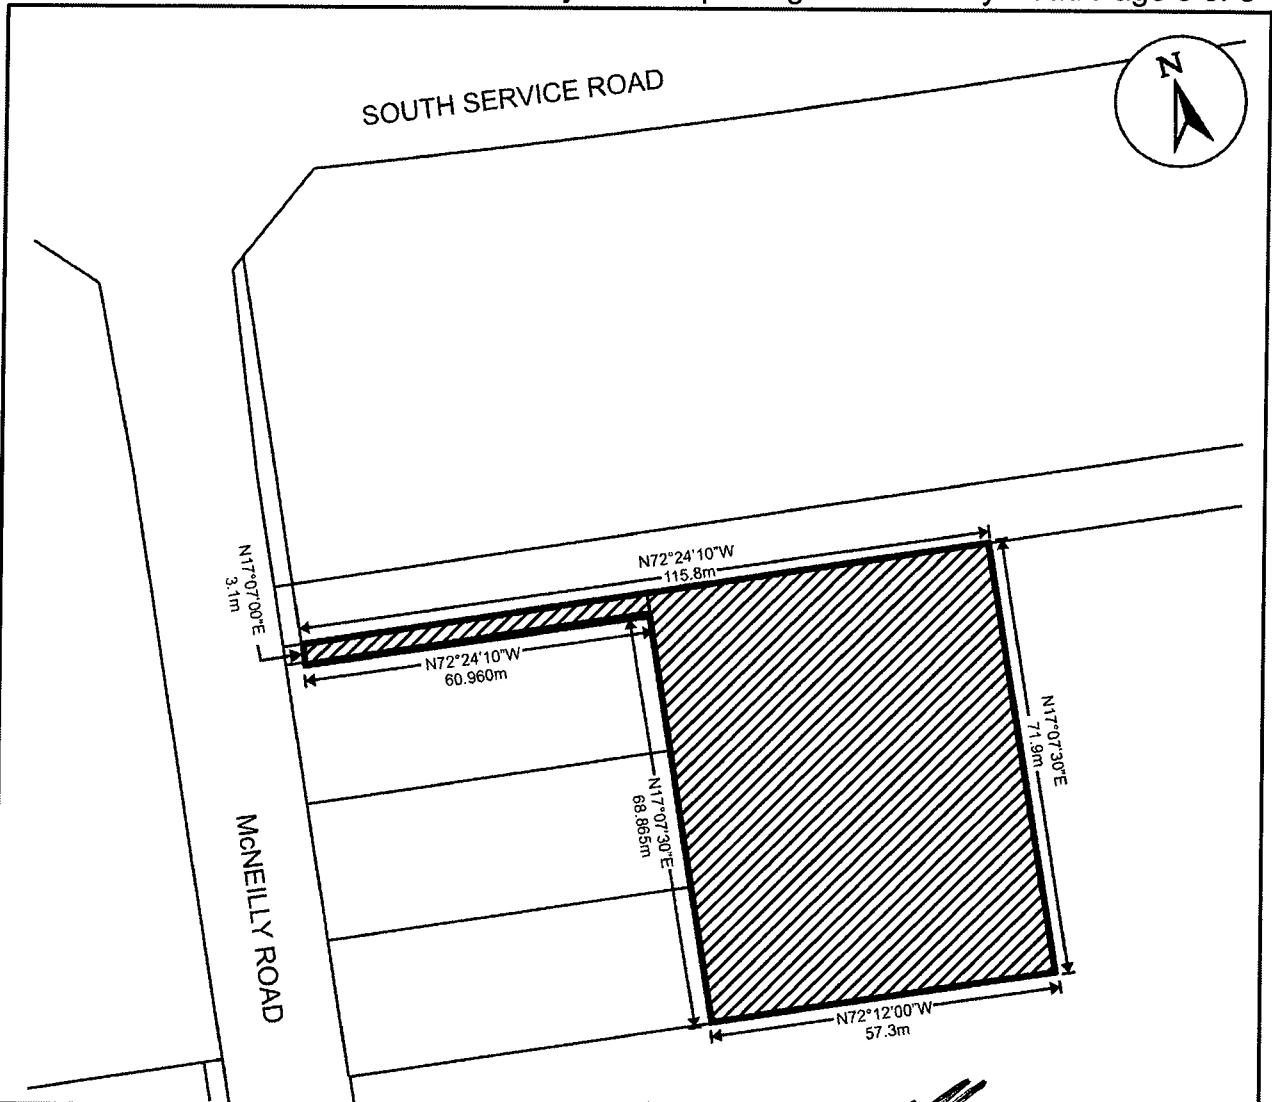 SOUTH SERVICE ROAD
N
N17°07'00"E
3.1m
N72°24'10"W
115.8m
N72°24'10"W
60.960m
N17°07'30"E
68.865m
N17°07'30"E
71.9m
McNEILLY ROAD
N72°12'00"W
57.3m